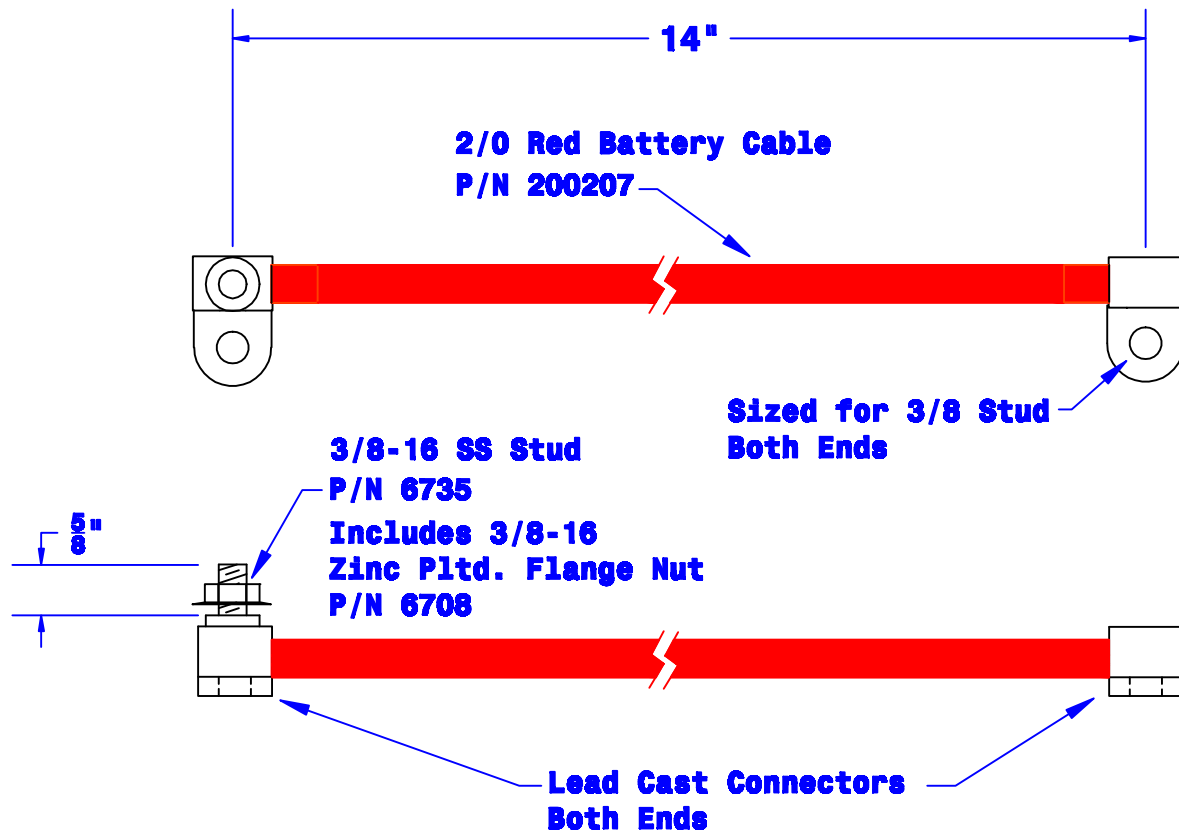 14"
2/0 Red Battery Cable
P/N 200207
Sized for 3/8 Stud
Both Ends
3/8-16 SS Stud
P/N 6735
Includes 3/8-16
Zinc Pltd. Flange Nut
P/N 6708
5/8"
Lead Cast Connectors
Both Ends